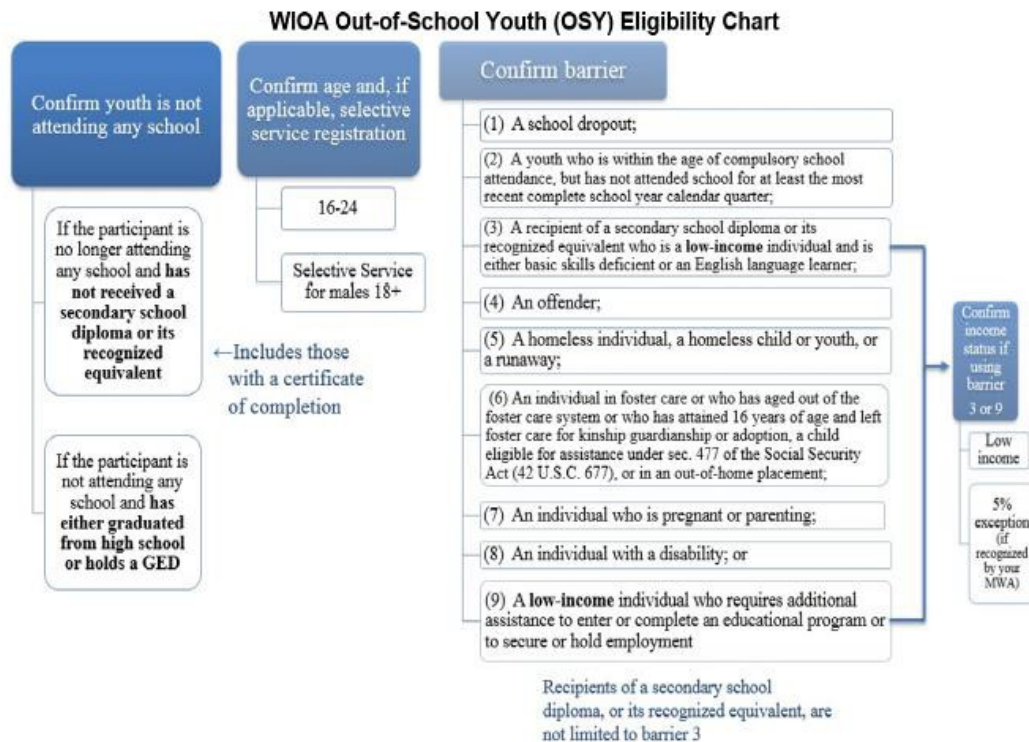 WIOA Out-of-School Youth (OSY) Eligibility Chart
Confirm youth is not
attending any school
If the participant
is no longer attending
any school and has
not received a
secondary school
diploma or its
recognized
equivalent
←Includes those
with a certificate
of completion
If the participant is
not attending any
school and has
either graduated
from high school
or holds a GED
Confirm age and, if
applicable, selective
service registration
16-24
Selective Service
for males 18+
Confirm barrier
(1) A school dropout;
(2) A youth who is within the age of compulsory school
attendance, but has not attended school for at least the most
recent complete school year calendar quarter;
(3) A recipient of a secondary school diploma or its
recognized equivalent who is a low-income individual and is
either basic skills deficient or an English language learner;
(4) An offender;
(5) A homeless individual, a homeless child or youth, or
a runaway;
(6) An individual in foster care or who has aged out of the
foster care system or who has attained 16 years of age and left
foster care for kinship guardianship or adoption, a child
eligible for assistance under sec. 477 of the Social Security
Act (42 U.S.C. 677), or in an out-of-home placement;
(7) An individual who is pregnant or parenting;
(8) An individual with a disability; or
(9) A low-income individual who requires additional
assistance to enter or complete an educational program or
to secure or hold employment
Recipients of a secondary school
diploma, or its recognized equivalent, are
not limited to barrier 3
Confirm
income
status if
using
barrier
3 or 9
Low
income
5%
exception
(if
recognized
by your
MWA)